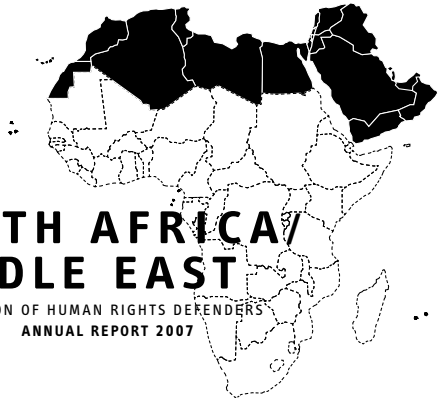 TH AFRICA/
DLE EAST
ON OF HUMAN RIGHTS DEFENDERS
ANNUAL REPORT 2007